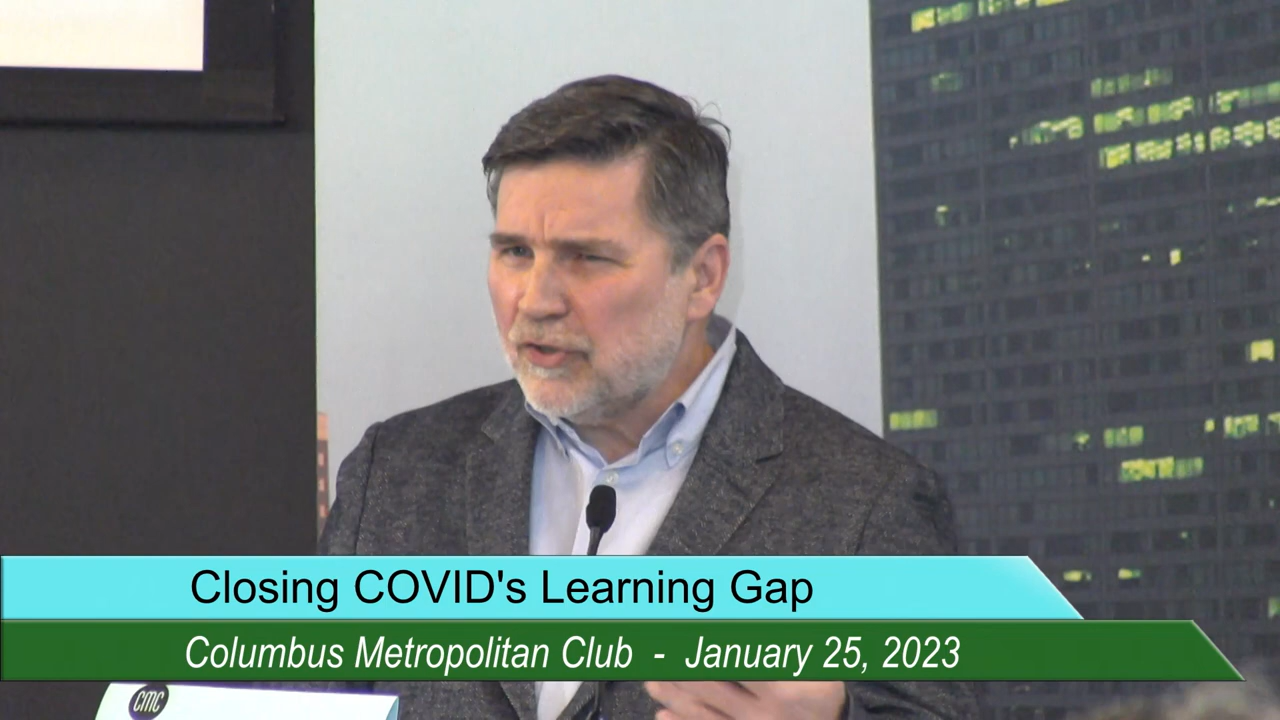 Closing COVID's Learning Gap
Columbus Metropolitan Club - January 25, 2023
CMC